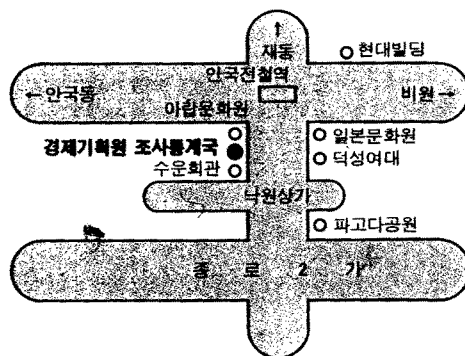 ↑
재동
현대빌딩
안국전철역
←안국동
비원→
아랍문화원
일본문화원
경제기획원 조사통계국
덕성여대
수운회관
낙원상가
파고다공원
종 로 2 가